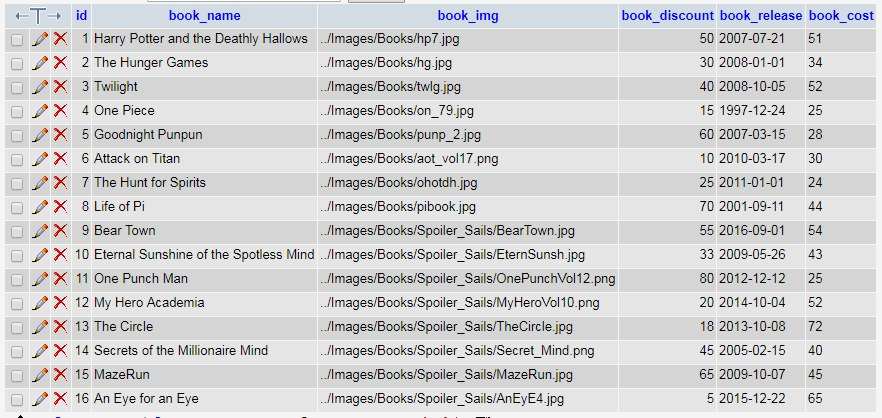 id book_name book_img book_discount book_release book_cost
1 Harry Potter and the Deathly Hallows ../Images/Books/hp7.jpg 50 2007-07-21 51
2 The Hunger Games ../Images/Books/hg.jpg 30 2008-01-01 34
3 Twilight ../Images/Books/twlg.jpg 40 2008-10-05 52
4 One Piece ../Images/Books/on_79.jpg 15 1997-12-24 25
5 Goodnight Punpun ../Images/Books/punp_2.jpg 60 2007-03-15 28
6 Attack on Titan ../Images/Books/aot_vol17.png 10 2010-03-17 30
7 The Hunt for Spirits ../Images/Books/ohotdh.jpg 25 2011-01-01 24
8 Life of Pi ../Images/Books/pibook.jpg 70 2001-09-11 44
9 Bear Town ../Images/Books/Spoiler_Sails/BearTown.jpg 55 2016-09-01 54
10 Eternal Sunshine of the Spotless Mind ../Images/Books/Spoiler_Sails/EternSunsh.jpg 33 2009-05-26 43
11 One Punch Man ../Images/Books/Spoiler_Sails/OnePunchVol12.png 80 2012-12-12 25
12 My Hero Academia ../Images/Books/Spoiler_Sails/MyHeroVol10.png 20 2014-10-04 52
13 The Circle ../Images/Books/Spoiler_Sails/TheCircle.jpg 18 2013-10-08 72
14 Secrets of the Millionaire Mind ../Images/Books/Spoiler_Sails/Secret_Mind.png 45 2005-02-15 40
15 MazeRun ../Images/Books/Spoiler_Sails/MazeRun.jpg 65 2009-10-07 45
16 An Eye for an Eye ../Images/Books/Spoiler_Sails/AnEyE4.jpg 5 2015-12-22 65